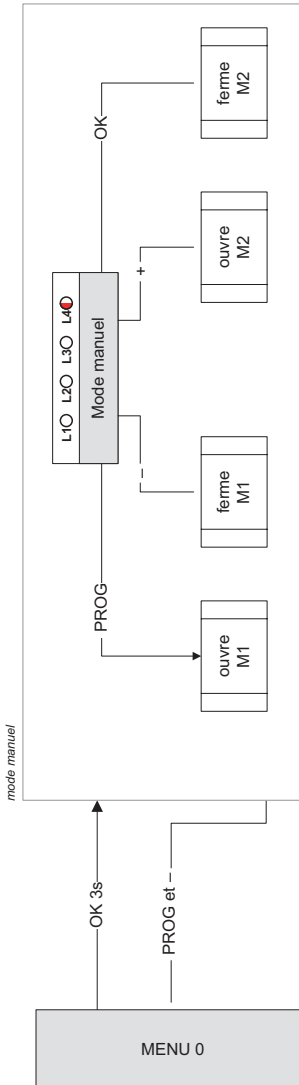 mode manuel
L1 L2 L3 L4
Mode manuel
PROG
–
+
OK
ouvre
M1
ferme
M1
ouvre
M2
ferme
M2
OK 3s
PROG et –
MENU 0